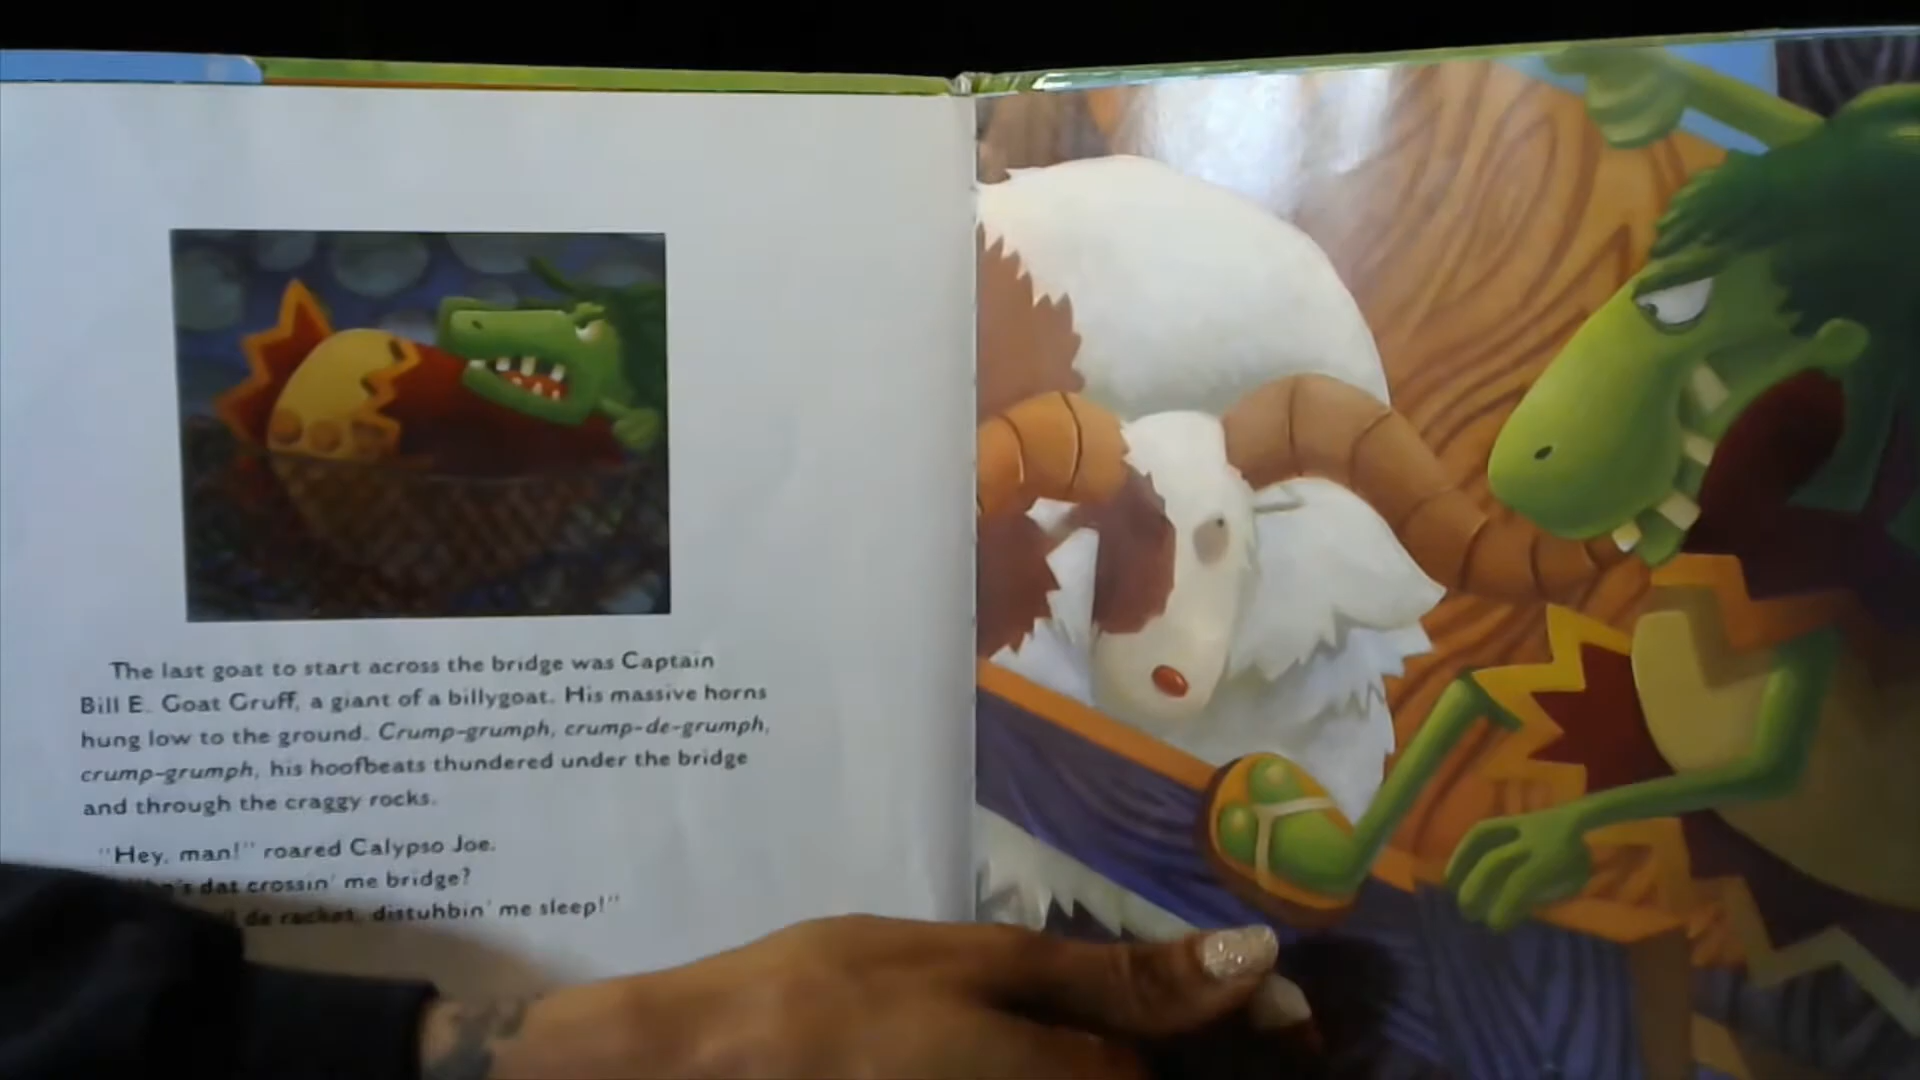 The last goat to start across the bridge was Captain
Bill E. Goat Gruff, a giant of a billygoat. His massive horns
hung low to the ground. Crump-grumph, crump-de-grumph,
crump-grumph, his hoofbeats thundered under the bridge
and through the craggy rocks.
"Hey, man!" roared Calypso Joe.
dat crossin' me bridge?
de racket, distuhbin' me sleep!"